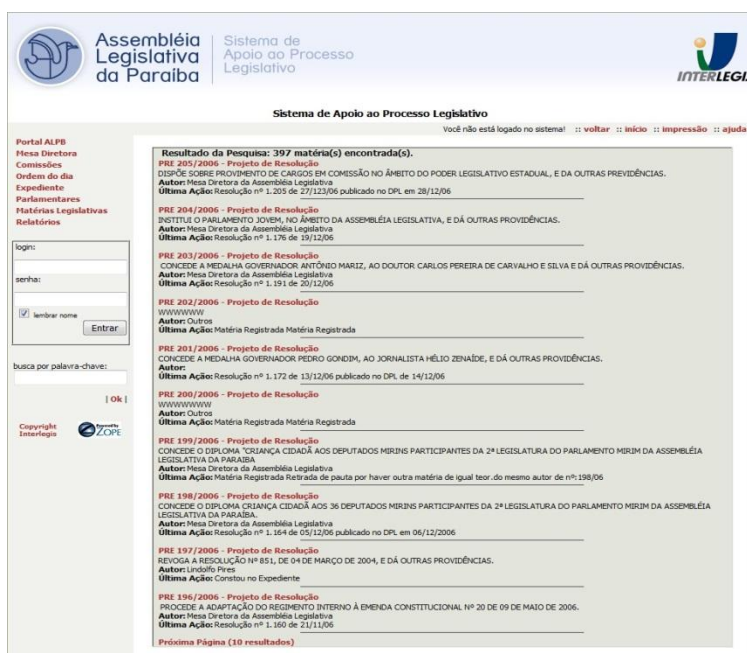 Assembléia
Legislativa
da Paraíba
Sistema de
Apoio ao Processo
Legislativo
INTERLEGIS
Sistema de Apoio ao Processo Legislativo
Você não está logado no sistema! :: voltar :: início :: impressão :: ajuda
Portal ALPB
Mesa Diretora
Comissões
Ordem do dia
Expediente
Parlamentares
Matérias Legislativas
Relatórios
login:
senha:
lembrar nome
Entrar
busca por palavra-chave:
| Ok |
Copyright
Interlegis
ZOPE
Resultado da Pesquisa: 397 matéria(s) encontrada(s).
PRE 205/2006 - Projeto de Resolução
DISPÕE SOBRE PROVIMENTO DE CARGOS EM COMISSÃO NO ÂMBITO DO PODER LEGISLATIVO ESTADUAL, E DA OUTRAS PREVIDÊNCIAS.
Autor: Mesa Diretora da Assembléia Legislativa
Última Ação: Resolução nº 1.205 de 27/123/06 publicado no DPL em 28/12/06
PRE 204/2006 - Projeto de Resolução
INSTITUI O PARLAMENTO JOVEM, NO ÂMBITO DA ASSEMBLÉIA LEGISLATIVA, E DÁ OUTRAS PROVIDÊNCIAS.
Autor: Mesa Diretora da Assembléia Legislativa
Última Ação: Resolução nº 1.176 de 19/12/06
PRE 203/2006 - Projeto de Resolução
CONCEDE A MEDALHA GOVERNADOR ANTÔNIO MARIZ, AO DOUTOR CARLOS PEREIRA DE CARVALHO E SILVA E DÁ OUTRAS PROVIDÊNCIAS.
Autor: Mesa Diretora da Assembléia Legislativa
Última Ação: Resolução nº 1.191 de 20/12/06
PRE 202/2006 - Projeto de Resolução
WWWWWW
Autor: Outros
Última Ação: Matéria Registrada Matéria Registrada
PRE 201/2006 - Projeto de Resolução
CONCEDE A MEDALHA GOVERNADOR PEDRO GONDIM, AO JORNALISTA HÉLIO ZENAÍDE, E DÁ OUTRAS PROVIDÊNCIAS.
Autor:
Última Ação: Resolução nº 1.172 de 13/12/06 publicado no DPL de 14/12/06
PRE 200/2006 - Projeto de Resolução
WWWWWWW
Autor: Outros
Última Ação: Matéria Registrada Matéria Registrada
PRE 199/2006 - Projeto de Resolução
CONCEDE O DIPLOMA "CRIANÇA CIDADÃ AOS DEPUTADOS MIRINS PARTICIPANTES DA 2ª LEGISLATURA DO PARLAMENTO MIRIM DA ASSEMBLÉIA
LEGISLATIVA DA PARAIBA
Autor: Mesa Diretora da Assembléia Legislativa
Última Ação: Matéria Registrada Retirada de pauta por haver outra matéria de igual teor.do mesmo autor de nº:198/06
PRE 198/2006 - Projeto de Resolução
CONCEDE O DIPLOMA CRIANÇA CIDADÃ AOS 36 DEPUTADOS MIRINS PARTICIPANTES DA 2ª LEGISLATURA DO PARLAMENTO MIRIM DA ASSEMBLÉIA
LEGISLATIVA DA PARAÍBA.
Autor: Mesa Diretora da Assembléia Legislativa
Última Ação: Resolução nº 1.164 de 05/12/06 publicado no DPL em 06/12/2006
PRE 197/2006 - Projeto de Resolução
REVOGA A RESOLUÇÃO Nº 851, DE 04 DE MARÇO DE 2004, E DÁ OUTRAS PROVIDÊNCIAS.
Autor: Lindolfo Pires
Última Ação: Constou no Expediente
PRE 196/2006 - Projeto de Resolução
PROCEDE A ADAPTAÇÃO DO REGIMENTO INTERNO À EMENDA CONSTITUCIONAL Nº 20 DE 09 DE MAIO DE 2006.
Autor: Mesa Diretora da Assembléia Legislativa
Última Ação: Resolução nº 1.160 de 21/11/06
Próxima Página (10 resultados)